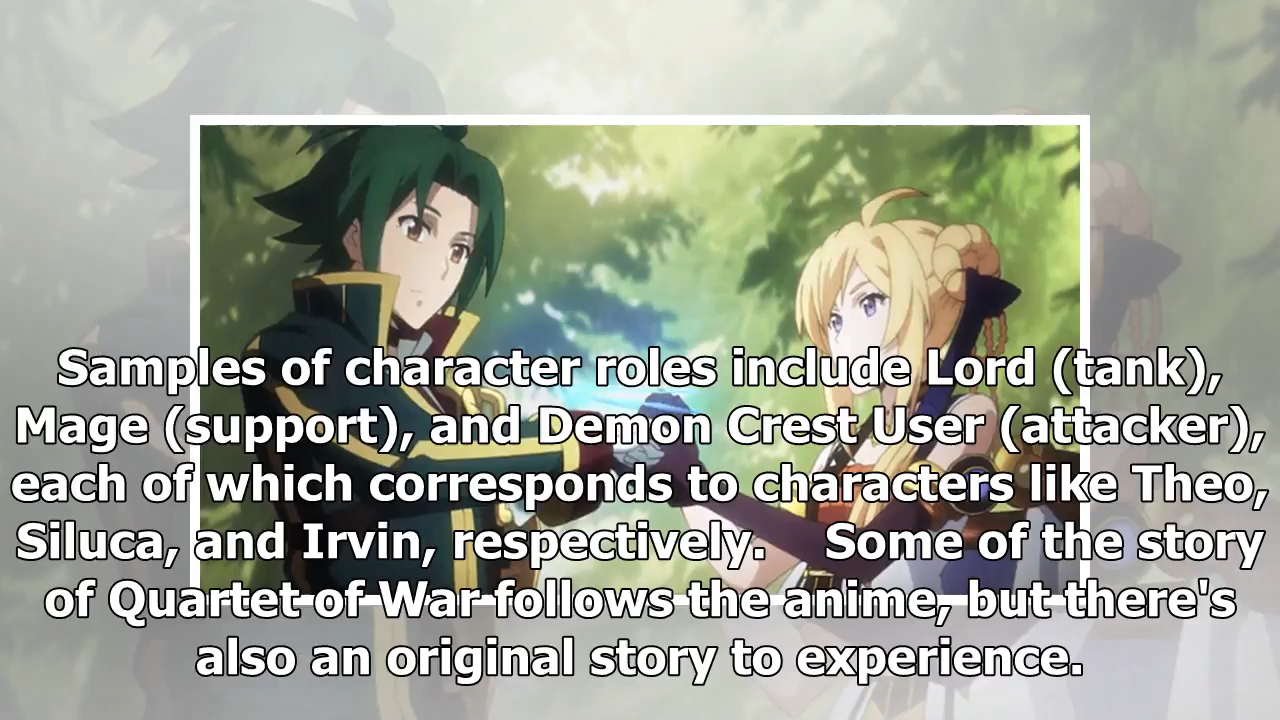 Samples of character roles include Lord (tank),
Mage (support), and Demon Crest User (attacker),
each of which corresponds to characters like Theo,
Siluca, and Irvin, respectively.    Some of the story
of Quartet of War follows the anime, but there's
also an original story to experience.